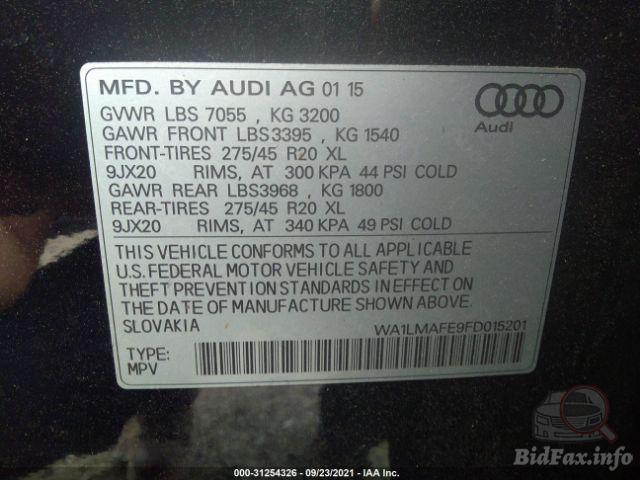 MFD. BY AUDI AG 01 15
GVWR LBS 7055 , KG 3200
GAWR FRONT LBS3395 , KG 1540
FRONT-TIRES 275/45 R20 XL
9JX20 RIMS, AT 300 KPA 44 PSI COLD
GAWR REAR LBS3968 , KG 1800
REAR-TIRES 275/45 R20 XL
9JX20 RIMS, AT 340 KPA 49 PSI COLD
Audi
THIS VEHICLE CONFORMS TO ALL APPLICABLE
U.S. FEDERAL MOTOR VEHICLE SAFETY AND
THEFT PREVENTION STANDARDS IN EFFECT ON
THE DATE OF MANUFACTURE SHOWN ABOVE.
SLOVAKIA WA1LMAFE9FD015201
TYPE:
MPV
000-31254326 - 09/23/2021 - IAA Inc.
BidFax.info